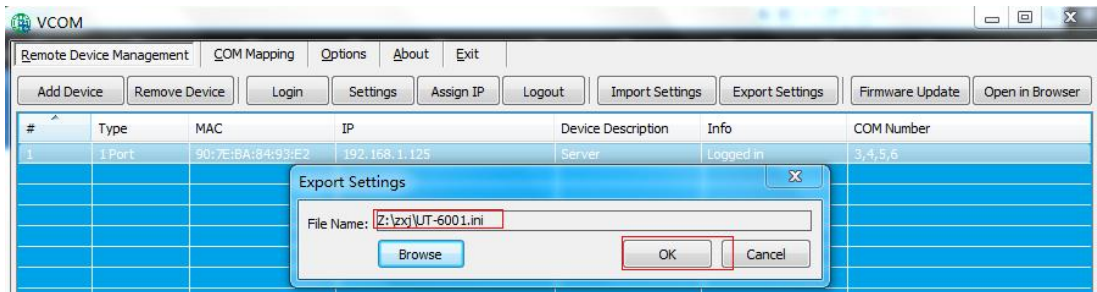 VCOM
Remote Device Management COM Mapping Options About Exit
Add Device Remove Device Login Settings Assign IP Logout Import Settings Export Settings Firmware Update Open in Browser
# Type MAC IP Device Description Info COM Number
1 1 Port 90:7E:BA:84:93:E2 192.168.1.125 Server Logged in 3,4,5,6
Export Settings
File Name: Z:\zxj\UT-6001.ini
Browse OK Cancel